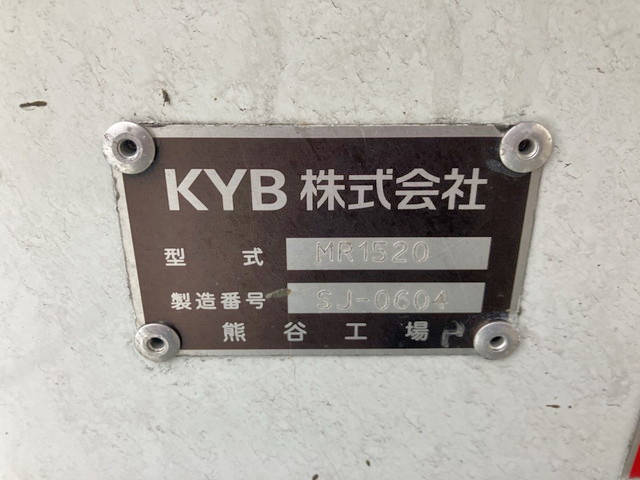 KYB 株式会社
型 式 MR1520
製造番号 SJ-0604
熊 谷 工 場